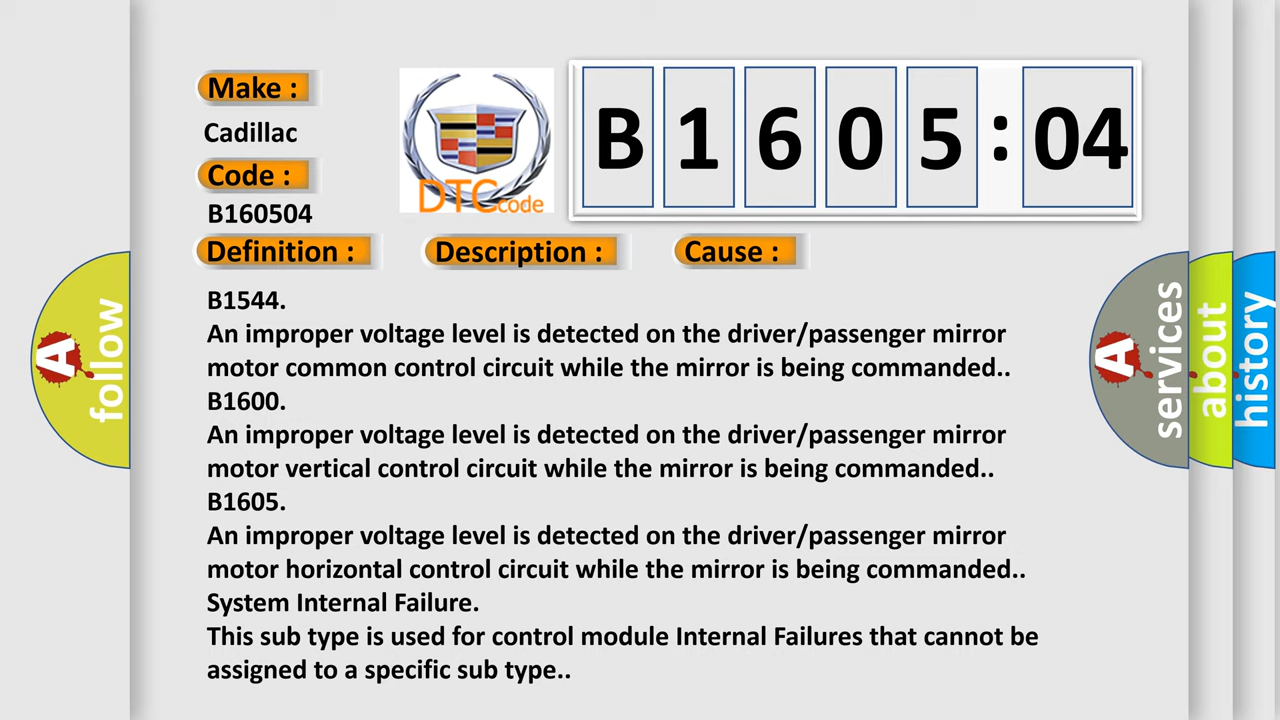 Make :
Cadillac
Code :
B160504
DTCcode
B1605:04
Definition :
Description :
Cause :
B1544.
An improper voltage level is detected on the driver/passenger mirror
motor common control circuit while the mirror is being commanded..
B1600.
An improper voltage level is detected on the driver/passenger mirror
motor vertical control circuit while the mirror is being commanded..
B1605.
An improper voltage level is detected on the driver/passenger mirror
motor horizontal control circuit while the mirror is being commanded..
System Internal Failure.
This sub type is used for control module Internal Failures that cannot be
assigned to a specific sub type..
A follow
A services
about
history